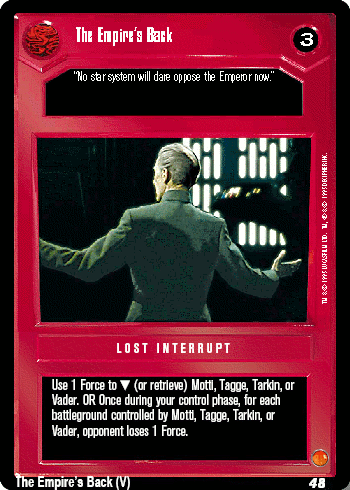 The Empire's Back
3
"No star system will dare oppose the Emperor now."
LOST INTERRUPT
Use 1 Force to ▼ (or retrieve) Motti, Tagge, Tarkin, or
Vader. OR Once during your control phase, for each
battleground controlled by Motti, Tagge, Tarkin, or
Vader, opponent loses 1 Force.
The Empire's Back (V)
48